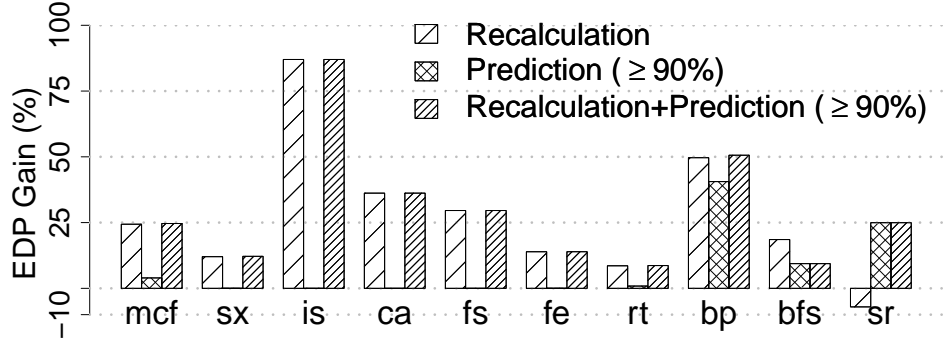 EDP Gain (%)
100
75
50
25
−10
Recalculation
Prediction ( ≥ 90%)
Recalculation+Prediction ( ≥ 90%)
mcf sx is ca fs fe rt bp bfs sr